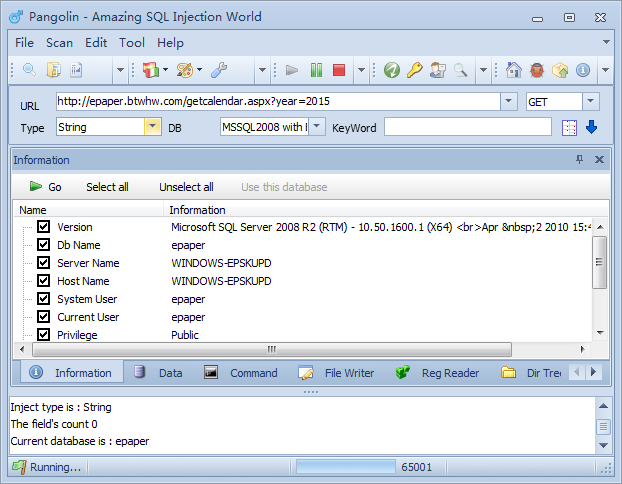 Pangolin - Amazing SQL Injection World
File Scan Edit Tool Help
URL http://epaper.btwhw.com/getcalendar.aspx?year=2015 GET
Type String DB MSSQL2008 with KeyWord
Information
Go Select all Unselect all Use this database
Name Information
Version Microsoft SQL Server 2008 R2 (RTM) - 10.50.1600.1 (X64) <br>Apr &nbsp;2 2010 15:4
Db Name epaper
Server Name WINDOWS-EPSKUPD
Host Name WINDOWS-EPSKUPD
System User epaper
Current User epaper
Privilege Public
Information Data Command File Writer Reg Reader Dir Tree
Inject type is : String
The field's count 0
Current database is : epaper
Running... 65001